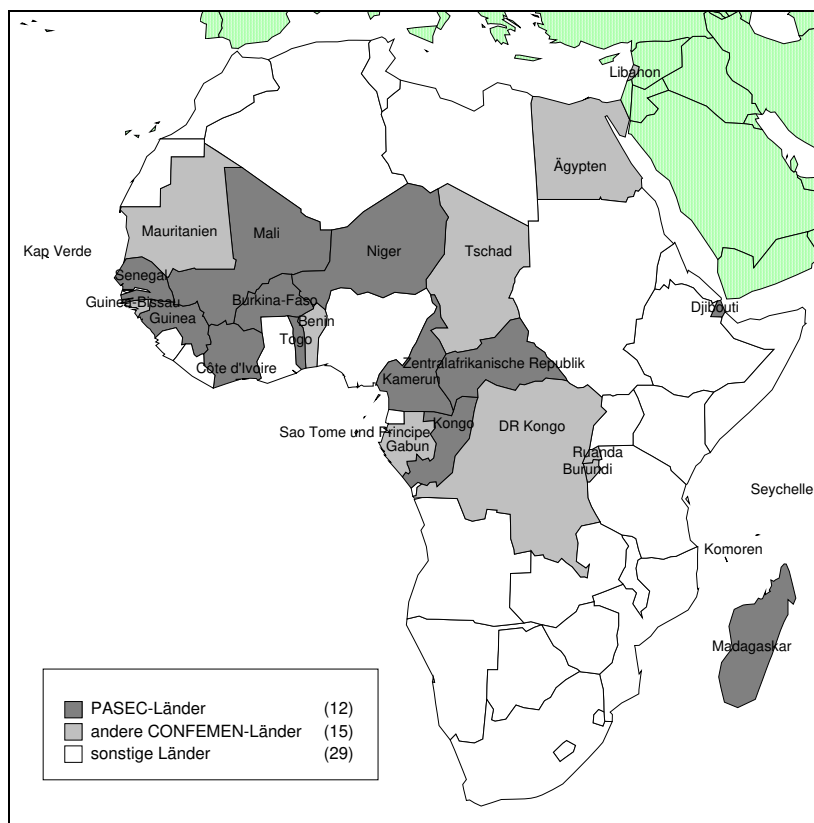 Libanon
Ägypten
Mauritanien
Mali
Niger
Tschad
Kap Verde
Senegal
Guinea-Bissau
Burkina-Faso
Djibouti
Guinea
Benin
Togo
Côte d'Ivoire
Zentralafrikanische Republik
Kamerun
Kongo
DR Kongo
Sao Tome und Principe
Gabun
Ruanda
Burundi
Seychelle
Komoren
Madagaskar
PASEC-Länder (12)
andere CONFEMEN-Länder (15)
sonstige Länder (29)